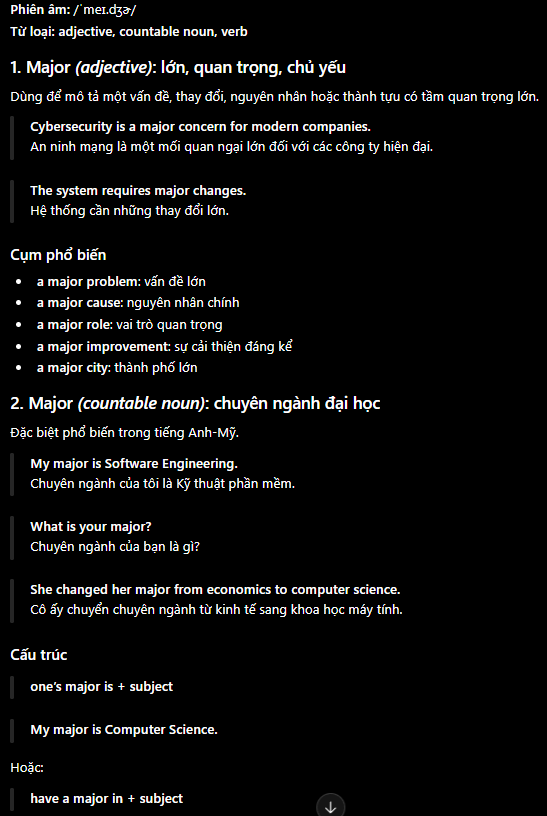 Phiên âm: /ˈmeɪ.dʒɚ/
Từ loại: adjective, countable noun, verb
1. Major (adjective): lớn, quan trọng, chủ yếu
Dùng để mô tả một vấn đề, thay đổi, nguyên nhân hoặc thành tựu có tầm quan trọng lớn.
Cybersecurity is a major concern for modern companies.
An ninh mạng là một mối quan ngại lớn đối với các công ty hiện đại.
The system requires major changes.
Hệ thống cần những thay đổi lớn.
Cụm phổ biến
• a major problem: vấn đề lớn
• a major cause: nguyên nhân chính
• a major role: vai trò quan trọng
• a major improvement: sự cải thiện đáng kể
• a major city: thành phố lớn
2. Major (countable noun): chuyên ngành đại học
Đặc biệt phổ biến trong tiếng Anh-Mỹ.
My major is Software Engineering.
Chuyên ngành của tôi là Kỹ thuật phần mềm.
What is your major?
Chuyên ngành của bạn là gì?
She changed her major from economics to computer science.
Cô ấy chuyển chuyên ngành từ kinh tế sang khoa học máy tính.
Cấu trúc
one’s major is + subject
My major is Computer Science.
Hoặc:
have a major in + subject